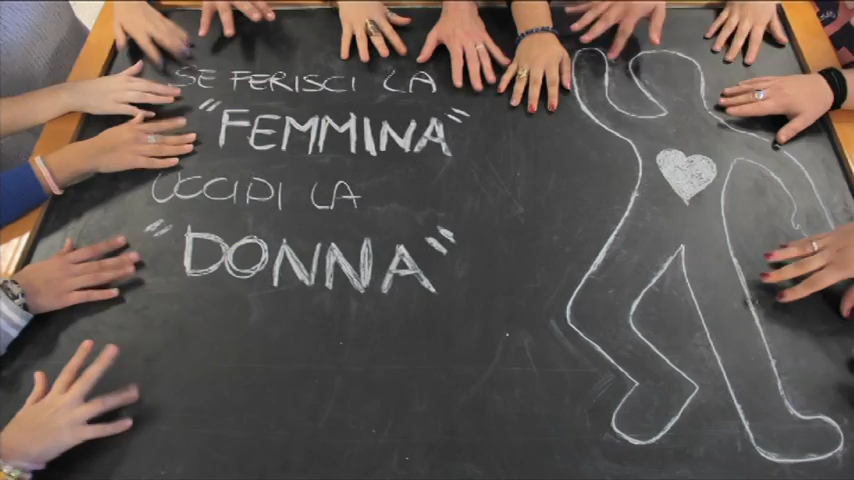 SE FERISCI LA
"FEMMINA"
UCCIDI LA
"DONNA"